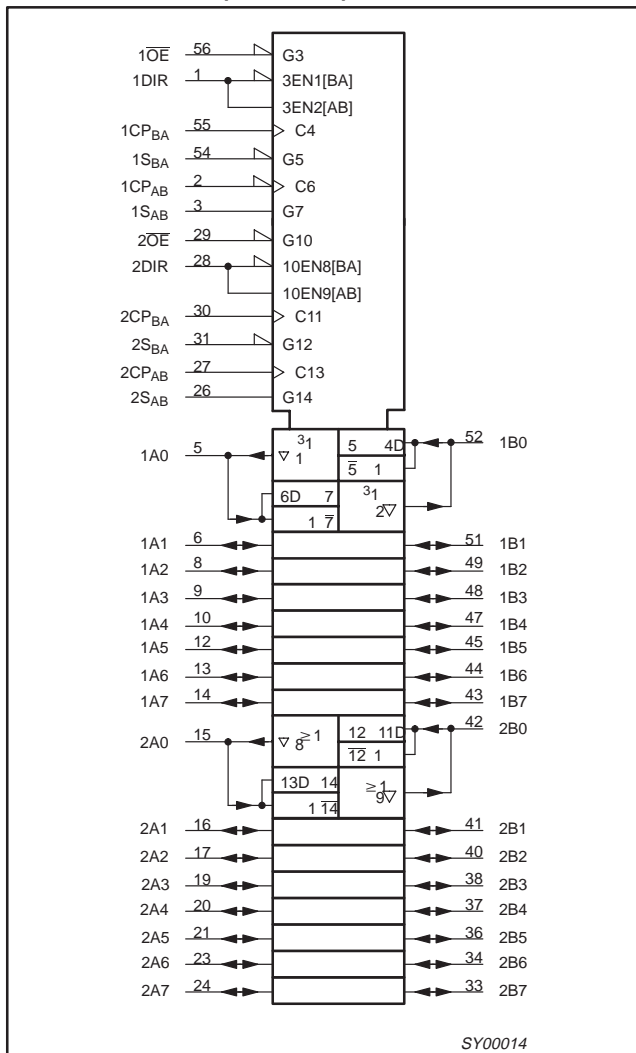 1O̅E̅ 56 G3
1DIR 1 3EN1[BA]
3EN2[AB]
1CPBA 55 C4
1SBA 54 G5
1CPAB 2 C6
1SAB 3 G7
2O̅E̅ 29 G10
2DIR 28 10EN8[BA]
10EN9[AB]
2CPBA 30 C11
2SBA 31 G12
2CPAB 27 C13
2SAB 26 G14
1A0 5 ▽ 31 1 5 4D 52 1B0
5̅ 1
6D 7 31
1 7̅ 2▽
1A1 6 51 1B1
1A2 8 49 1B2
1A3 9 48 1B3
1A4 10 47 1B4
1A5 12 45 1B5
1A6 13 44 1B6
1A7 14 43 1B7
2A0 15 ▽ 8 ≥1 12 11D 42 2B0
1̅2̅ 1
13D 14 ≥1
1 1̅4̅ 9▽
2A1 16 41 2B1
2A2 17 40 2B2
2A3 19 38 2B3
2A4 20 37 2B4
2A5 21 36 2B5
2A6 23 34 2B6
2A7 24 33 2B7
SY00014